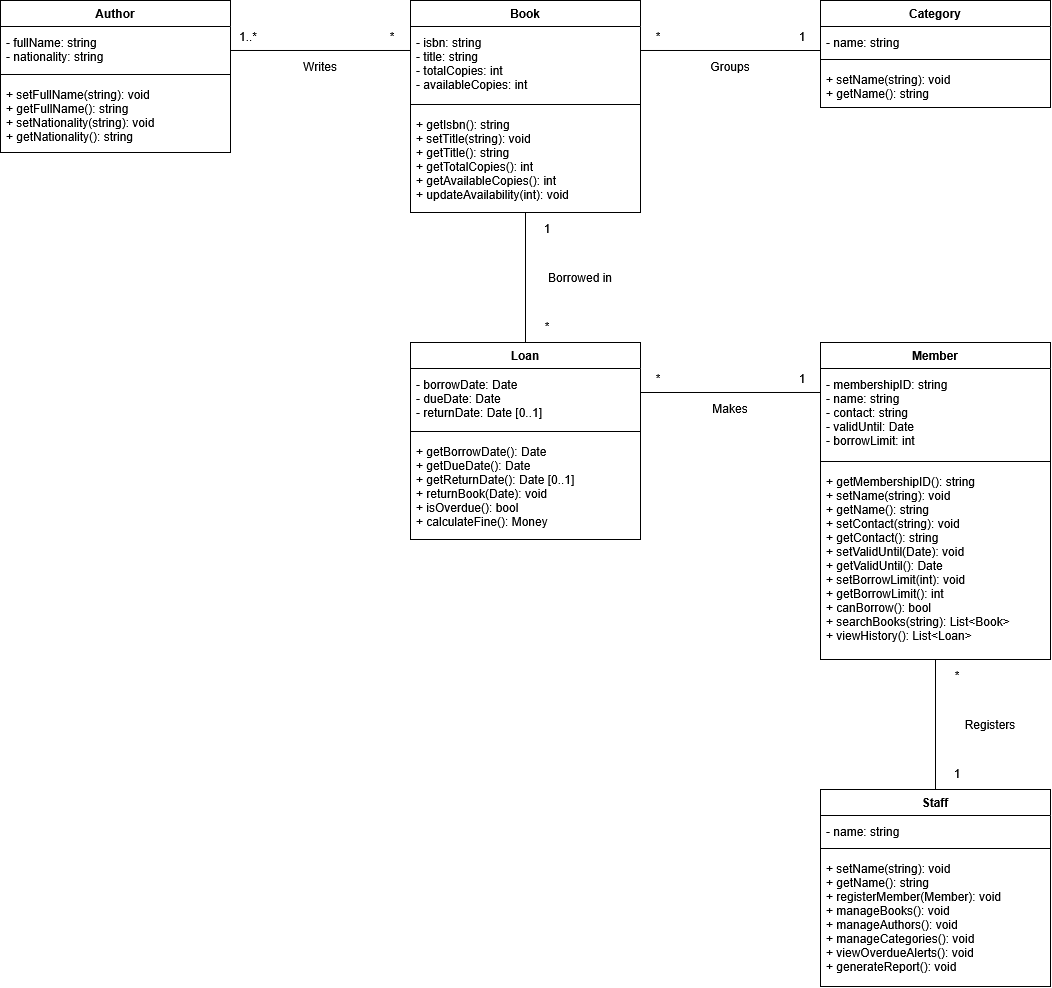 Author
- fullName: string
- nationality: string
+ setFullName(string): void
+ getFullName(): string
+ setNationality(string): void
+ getNationality(): string
1..*
*
Writes
Book
- isbn: string
- title: string
- totalCopies: int
- availableCopies: int
+ getIsbn(): string
+ setTitle(string): void
+ getTitle(): string
+ getTotalCopies(): int
+ getAvailableCopies(): int
+ updateAvailability(int): void
*
1
Groups
Category
- name: string
+ setName(string): void
+ getName(): string
1
Borrowed in
*
Loan
- borrowDate: Date
- dueDate: Date
- returnDate: Date [0..1]
+ getBorrowDate(): Date
+ getDueDate(): Date
+ getReturnDate(): Date [0..1]
+ returnBook(Date): void
+ isOverdue(): bool
+ calculateFine(): Money
*
1
Makes
Member
- membershipID: string
- name: string
- contact: string
- validUntil: Date
- borrowLimit: int
+ getMembershipID(): string
+ setName(string): void
+ getName(): string
+ setContact(string): void
+ getContact(): string
+ setValidUntil(Date): void
+ getValidUntil(): Date
+ setBorrowLimit(int): void
+ getBorrowLimit(): int
+ canBorrow(): bool
+ searchBooks(string): List<Book>
+ viewHistory(): List<Loan>
*
Registers
1
Staff
- name: string
+ setName(string): void
+ getName(): string
+ registerMember(Member): void
+ manageBooks(): void
+ manageAuthors(): void
+ manageCategories(): void
+ viewOverdueAlerts(): void
+ generateReport(): void